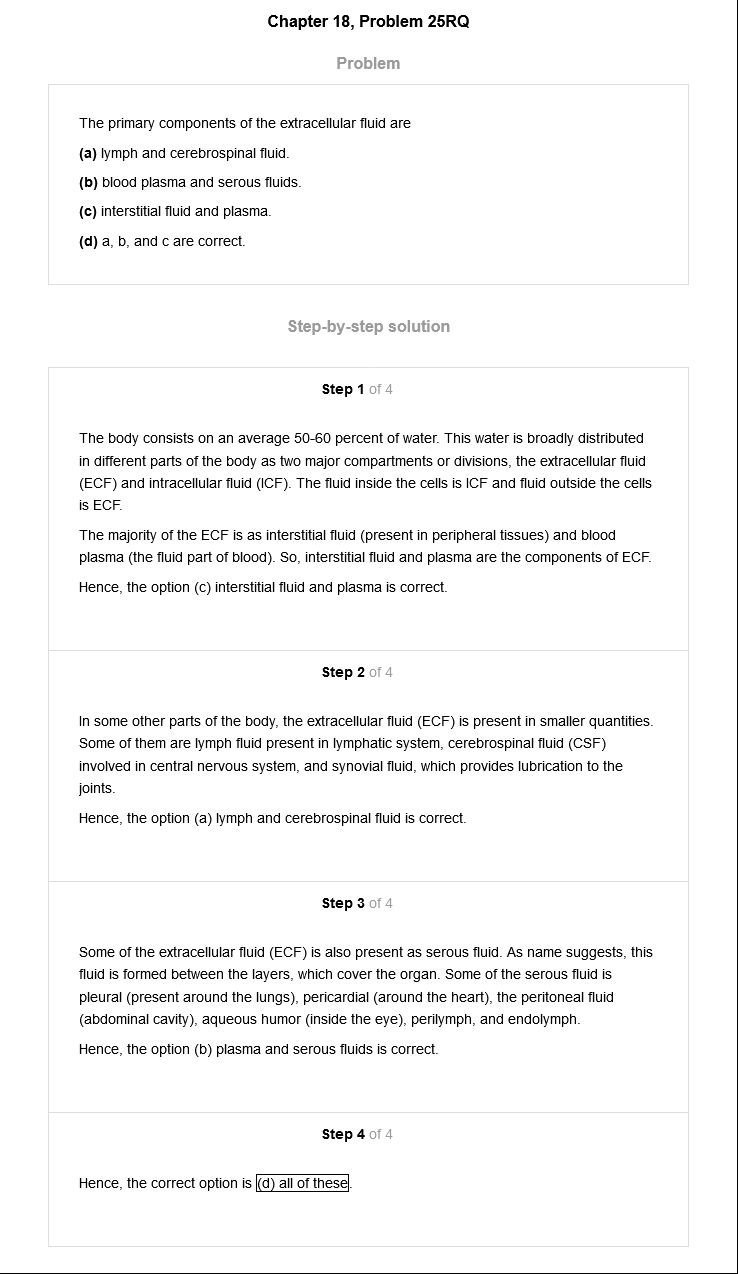 Chapter 18, Problem 25RQ
Problem
The primary components of the extracellular fluid are
(a) lymph and cerebrospinal fluid.
(b) blood plasma and serous fluids.
(c) interstitial fluid and plasma.
(d) a, b, and c are correct.
Step-by-step solution
Step 1 of 4
The body consists on an average 50-60 percent of water. This water is broadly distributed
in different parts of the body as two major compartments or divisions, the extracellular fluid
(ECF) and intracellular fluid (ICF). The fluid inside the cells is ICF and fluid outside the cells
is ECF.
The majority of the ECF is as interstitial fluid (present in peripheral tissues) and blood
plasma (the fluid part of blood). So, interstitial fluid and plasma are the components of ECF.
Hence, the option (c) interstitial fluid and plasma is correct.
Step 2 of 4
In some other parts of the body, the extracellular fluid (ECF) is present in smaller quantities.
Some of them are lymph fluid present in lymphatic system, cerebrospinal fluid (CSF)
involved in central nervous system, and synovial fluid, which provides lubrication to the
joints.
Hence, the option (a) lymph and cerebrospinal fluid is correct.
Step 3 of 4
Some of the extracellular fluid (ECF) is also present as serous fluid. As name suggests, this
fluid is formed between the layers, which cover the organ. Some of the serous fluid is
pleural (present around the lungs), pericardial (around the heart), the peritoneal fluid
(abdominal cavity), aqueous humor (inside the eye), perilymph, and endolymph.
Hence, the option (b) plasma and serous fluids is correct.
Step 4 of 4
Hence, the correct option is (d) all of these.